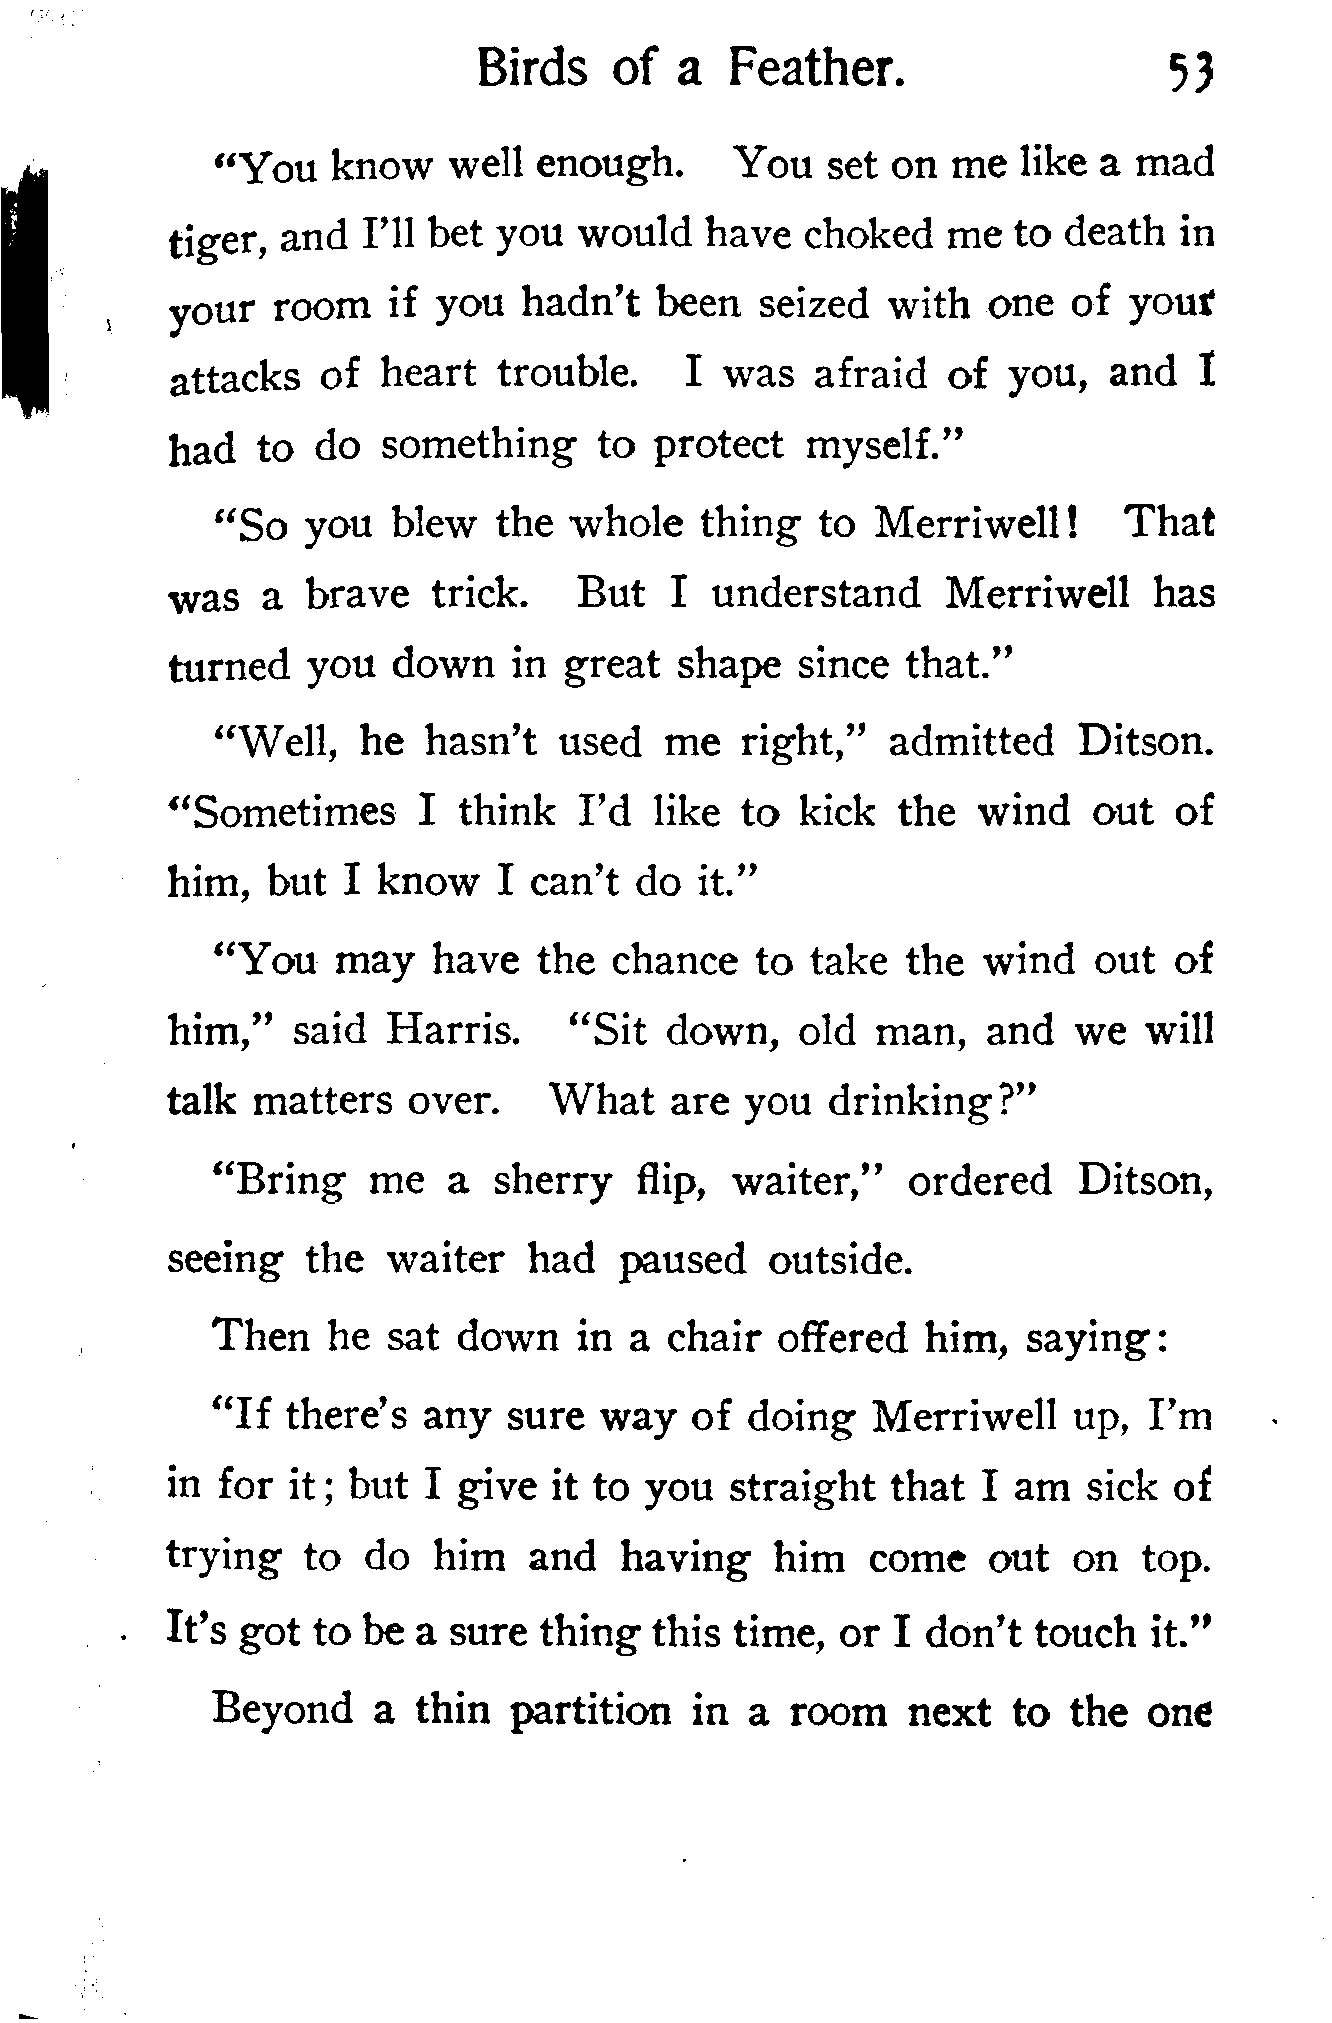 Birds of a Feather. 53
“You know well enough. You set on me like a mad
tiger, and I’ll bet you would have choked me to death in
your room if you hadn’t been seized with one of your
attacks of heart trouble. I was afraid of you, and I
had to do something to protect myself.”
“So you blew the whole thing to Merriwell! That
was a brave trick. But I understand Merriwell has
turned you down in great shape since that.”
“Well, he hasn’t used me right,” admitted Ditson.
“Sometimes I think I’d like to kick the wind out of
him, but I know I can’t do it.”
“You may have the chance to take the wind out of
him,” said Harris. “Sit down, old man, and we will
talk matters over. What are you drinking?”
“Bring me a sherry flip, waiter,” ordered Ditson,
seeing the waiter had paused outside.
Then he sat down in a chair offered him, saying:
“If there’s any sure way of doing Merriwell up, I’m
in for it; but I give it to you straight that I am sick of
trying to do him and having him come out on top.
It’s got to be a sure thing this time, or I don’t touch it.”
Beyond a thin partition in a room next to the one